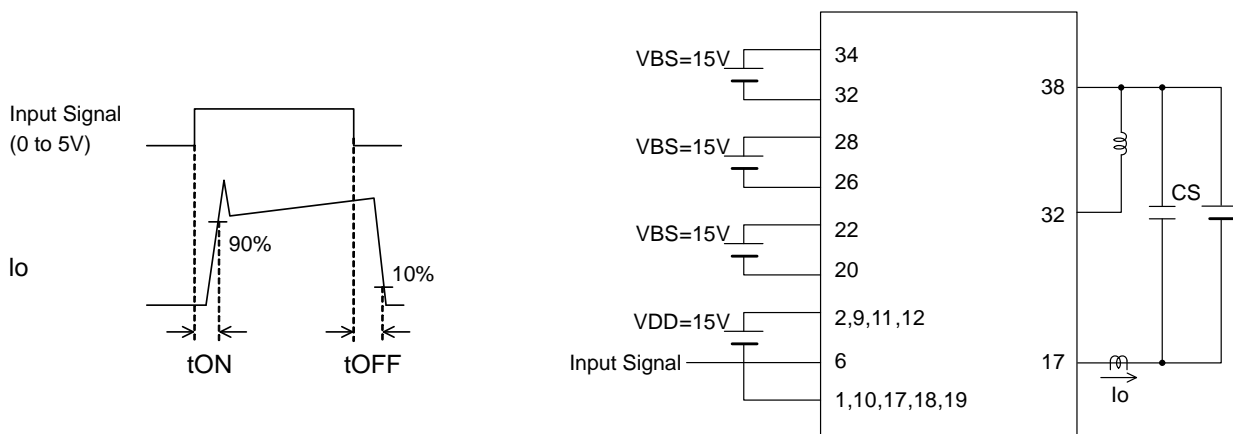 Input Signal
(0 to 5V)
Io
90%
10%
tON
tOFF
VBS=15V
34
32
VBS=15V
28
26
VBS=15V
22
20
VDD=15V
2,9,11,12
Input Signal
6
1,10,17,18,19
38
32
CS
17
Io